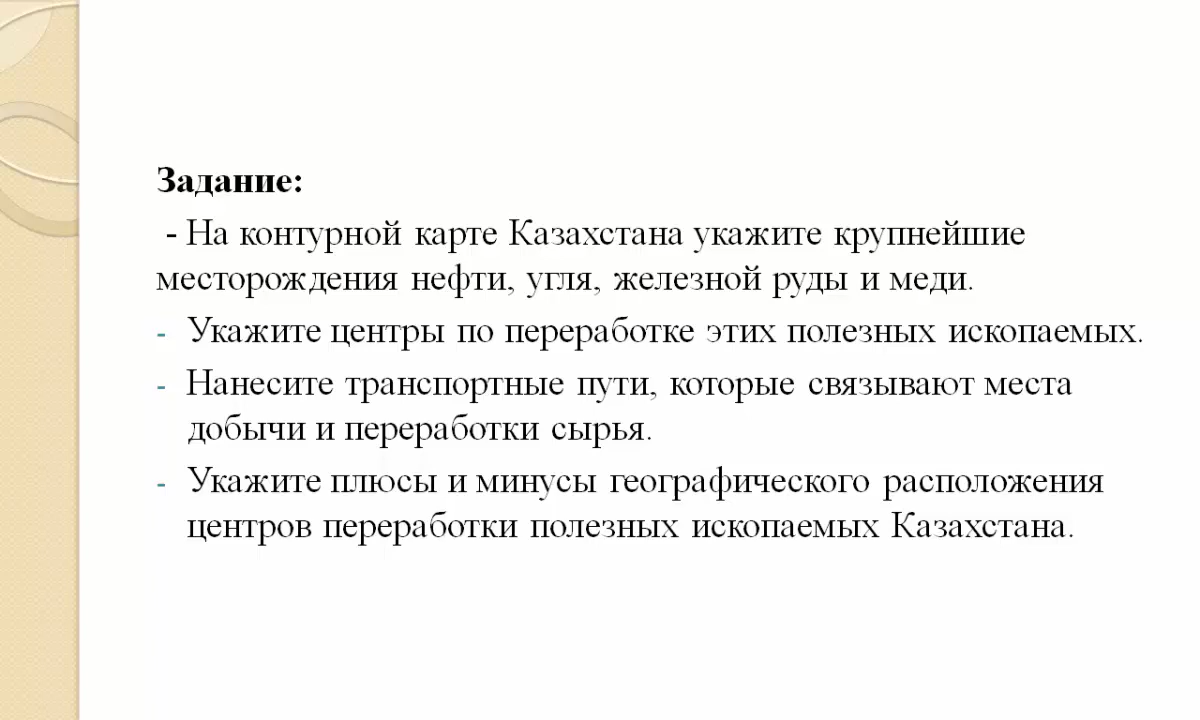 Задание:
- На контурной карте Казахстана укажите крупнейшие
месторождения нефти, угля, железной руды и меди.
- Укажите центры по переработке этих полезных ископаемых.
- Нанесите транспортные пути, которые связывают места
добычи и переработки сырья.
- Укажите плюсы и минусы географического расположения
центров переработки полезных ископаемых Казахстана.